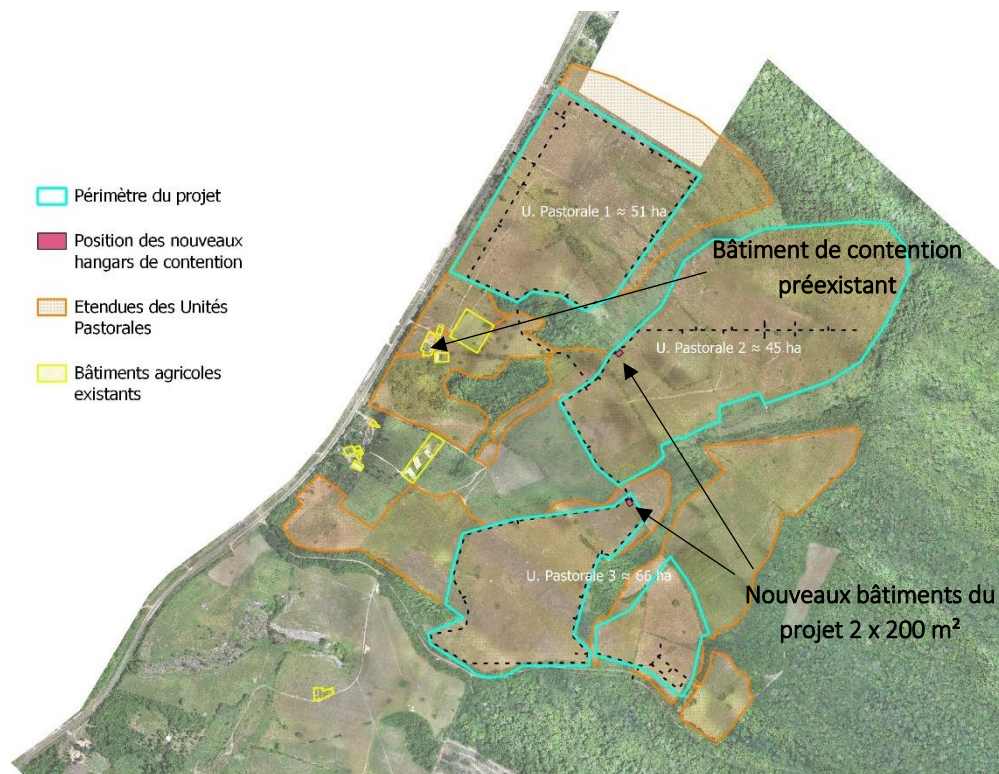 Périmètre du projet
Position des nouveaux
hangars de contention
Etendues des Unités
Pastorales
Bâtiments agricoles
existants
U. Pastorale 1 ≈ 51 ha
Bâtiment de contention
préexistant
U. Pastorale 2 ≈ 45 ha
U. Pastorale 3 ≈ 66 ha
Nouveaux bâtiments du
projet 2 x 200 m²